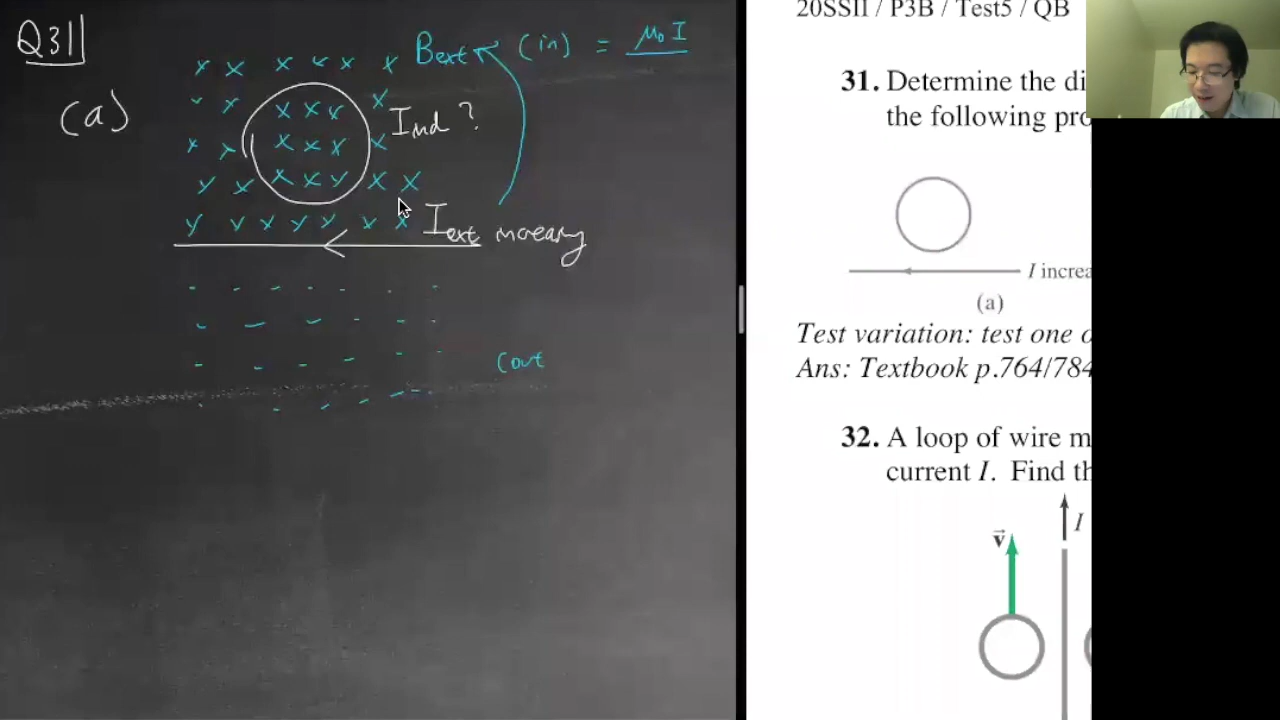 Q31
Bext (in) = μ₀ I
(a)
Ind ?
Iext increasing
(out
20SSII / P3B / Test5 / QB
31. Determine the di
the following pro
I increa
(a)
Test variation: test one o
Ans: Textbook p.764/784
32. A loop of wire m
current I. Find th
I
v⃗